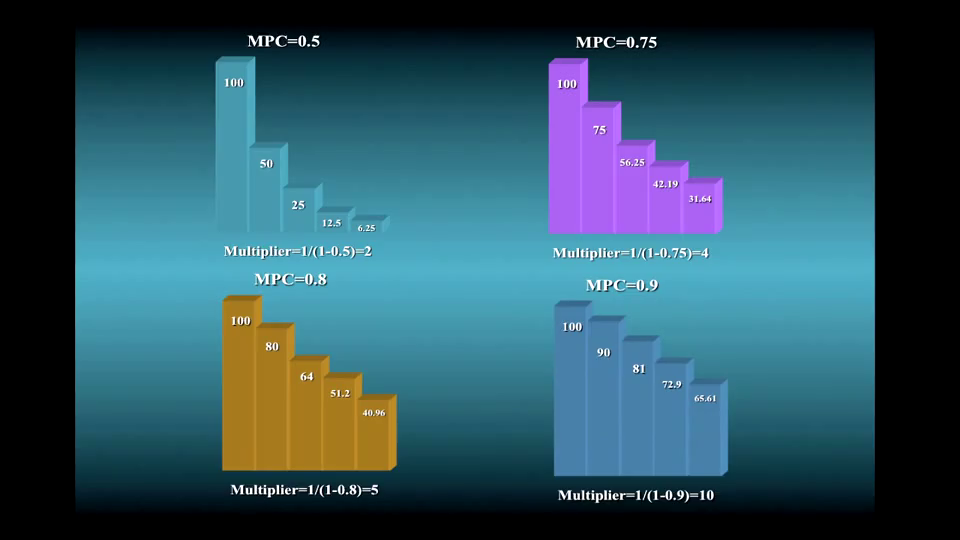 MPC=0.5
100
50
25
12.5
6.25
Multiplier=1/(1-0.5)=2
MPC=0.75
100
75
56.25
42.19
31.64
Multiplier=1/(1-0.75)=4
MPC=0.8
100
80
64
51.2
40.96
Multiplier=1/(1-0.8)=5
MPC=0.9
100
90
81
72.9
65.61
Multiplier=1/(1-0.9)=10